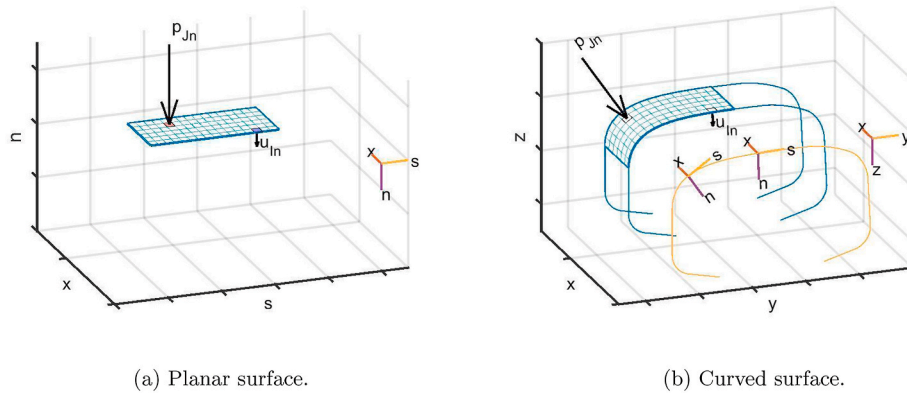 p_Jn
n
u_In
x
s
n
x
s
(a) Planar surface.
p_Jn
z
u_In
x
s
n
x
s
n
x
y
z
x
y
(b) Curved surface.